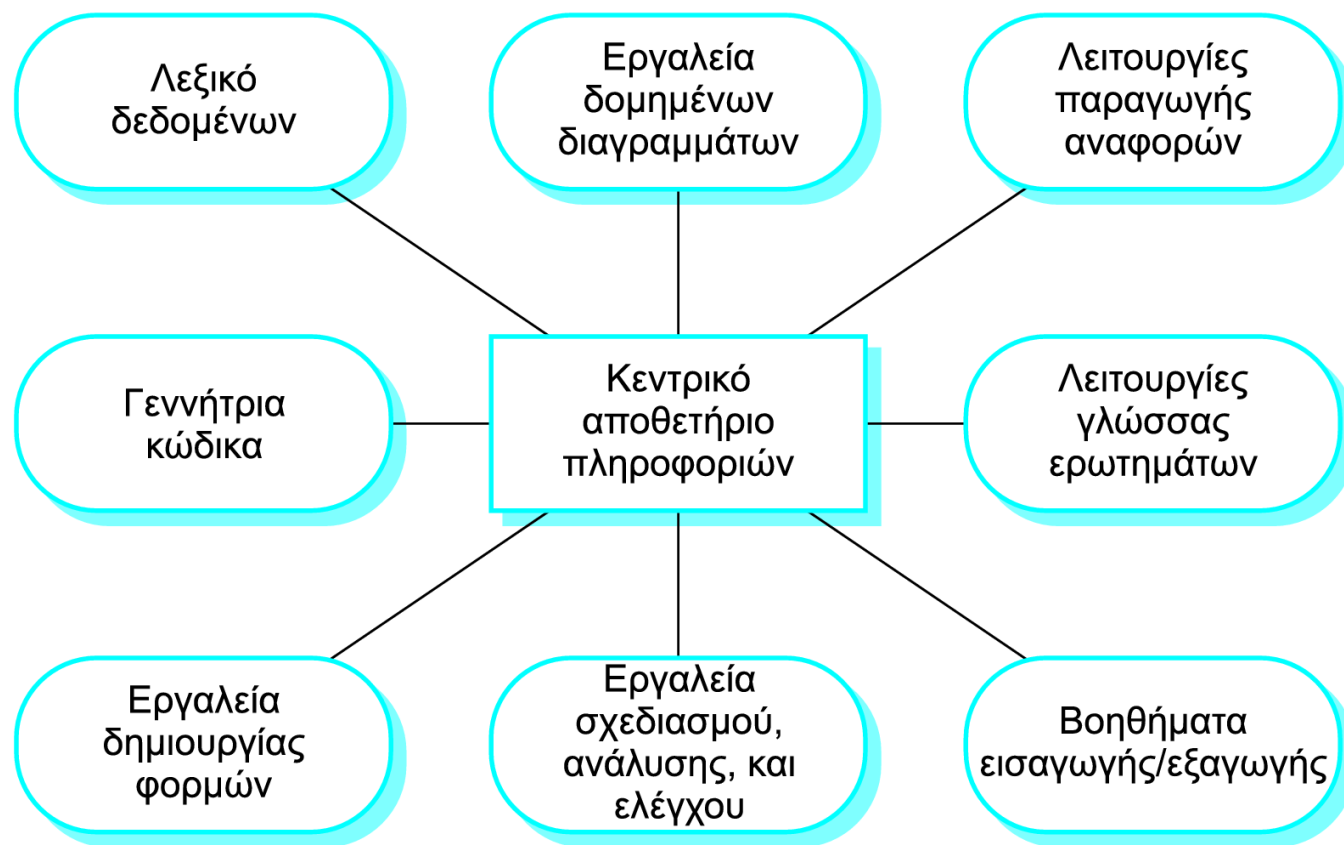 Λεξικό
δεδομένων
Εργαλεία
δομημένων
διαγραμμάτων
Λειτουργίες
παραγωγής
αναφορών
Γεννήτρια
κώδικα
Κεντρικό
αποθετήριο
πληροφοριών
Λειτουργίες
γλώσσας
ερωτημάτων
Εργαλεία
δημιουργίας
φορμών
Εργαλεία
σχεδιασμού,
ανάλυσης, και
ελέγχου
Βοηθήματα
εισαγωγής/εξαγωγής